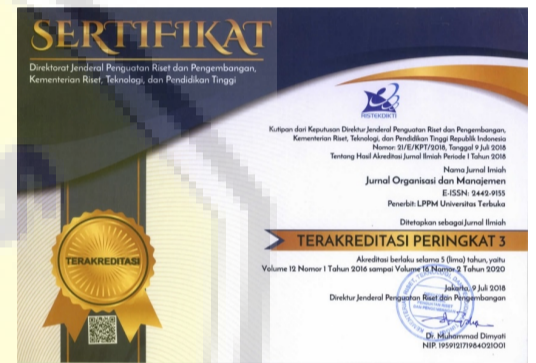 SERTIFIKAT
Direktorat Jenderal Penguatan Riset dan Pengembangan,
Kementerian Riset, Teknologi, dan Pendidikan Tinggi
RISTEKDIKTI
Kutipan dari Keputusan Direktur Jenderal Penguatan Riset dan Pengembangan,
Kementerian Riset, Teknologi, dan Pendidikan Tinggi Republik Indonesia
Nomor: 21/E/KPT/2018, Tanggal 9 Juli 2018
Tentang Hasil Akreditasi Jurnal Ilmiah Periode I Tahun 2018
Nama Jurnal Imiah
Jurnal Organisasi dan Manajemen
E-ISSN: 2442-9155
Penerbit: LPPM Universitas Terbuka
Ditetapkan sebagai Jurnal Ilmiah
TERAKREDITASI PERINGKAT 3
TERAKREDITASI
Akreditasi berlaku selama 5 (lima) tahun, yaitu
Volume 12 Nomor 1 Tahun 2016 sampai Volume 16 Nomor 2 Tahun 2020
Jakarta, 9 Juli 2018
Direktur Jenderal Penguatan Riset dan Pengembangan
Dr. Muhammad Dimyati
NIP. 195912171984021001